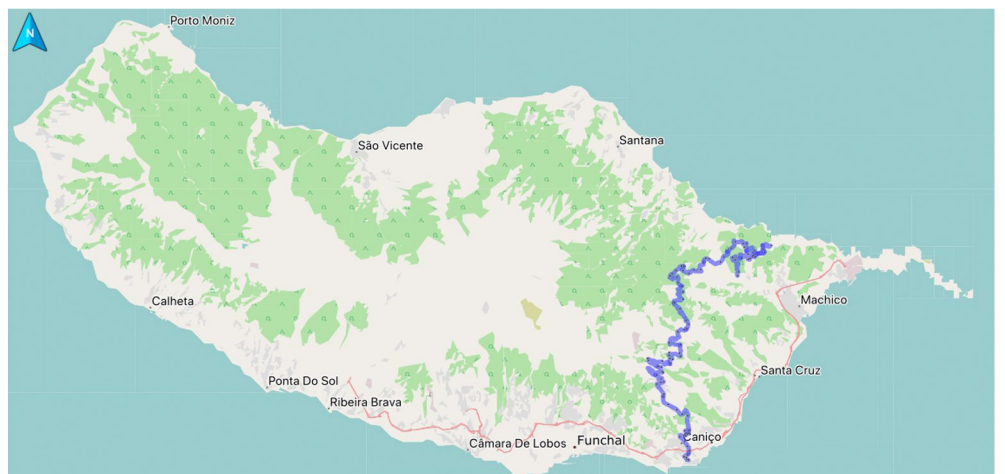 N
Porto Moniz
São Vicente
Santana
Calheta
Machico
Santa Cruz
Ponta Do Sol
Ribeira Brava
Câmara De Lobos
Funchal
Caniço